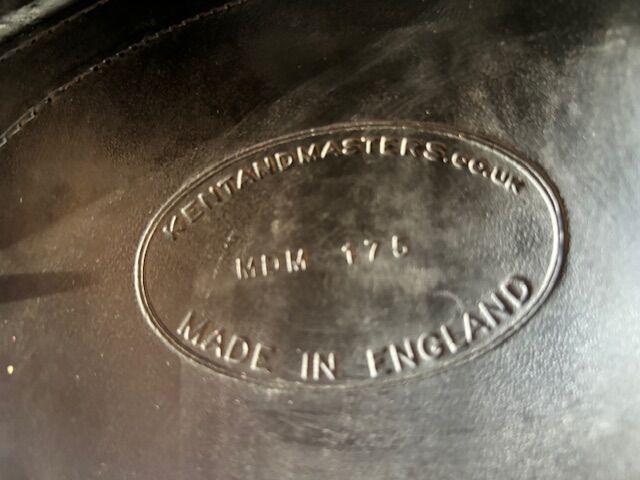 KENTANDMASTERS.CO.UK
MDM 175
MADE IN ENGLAND